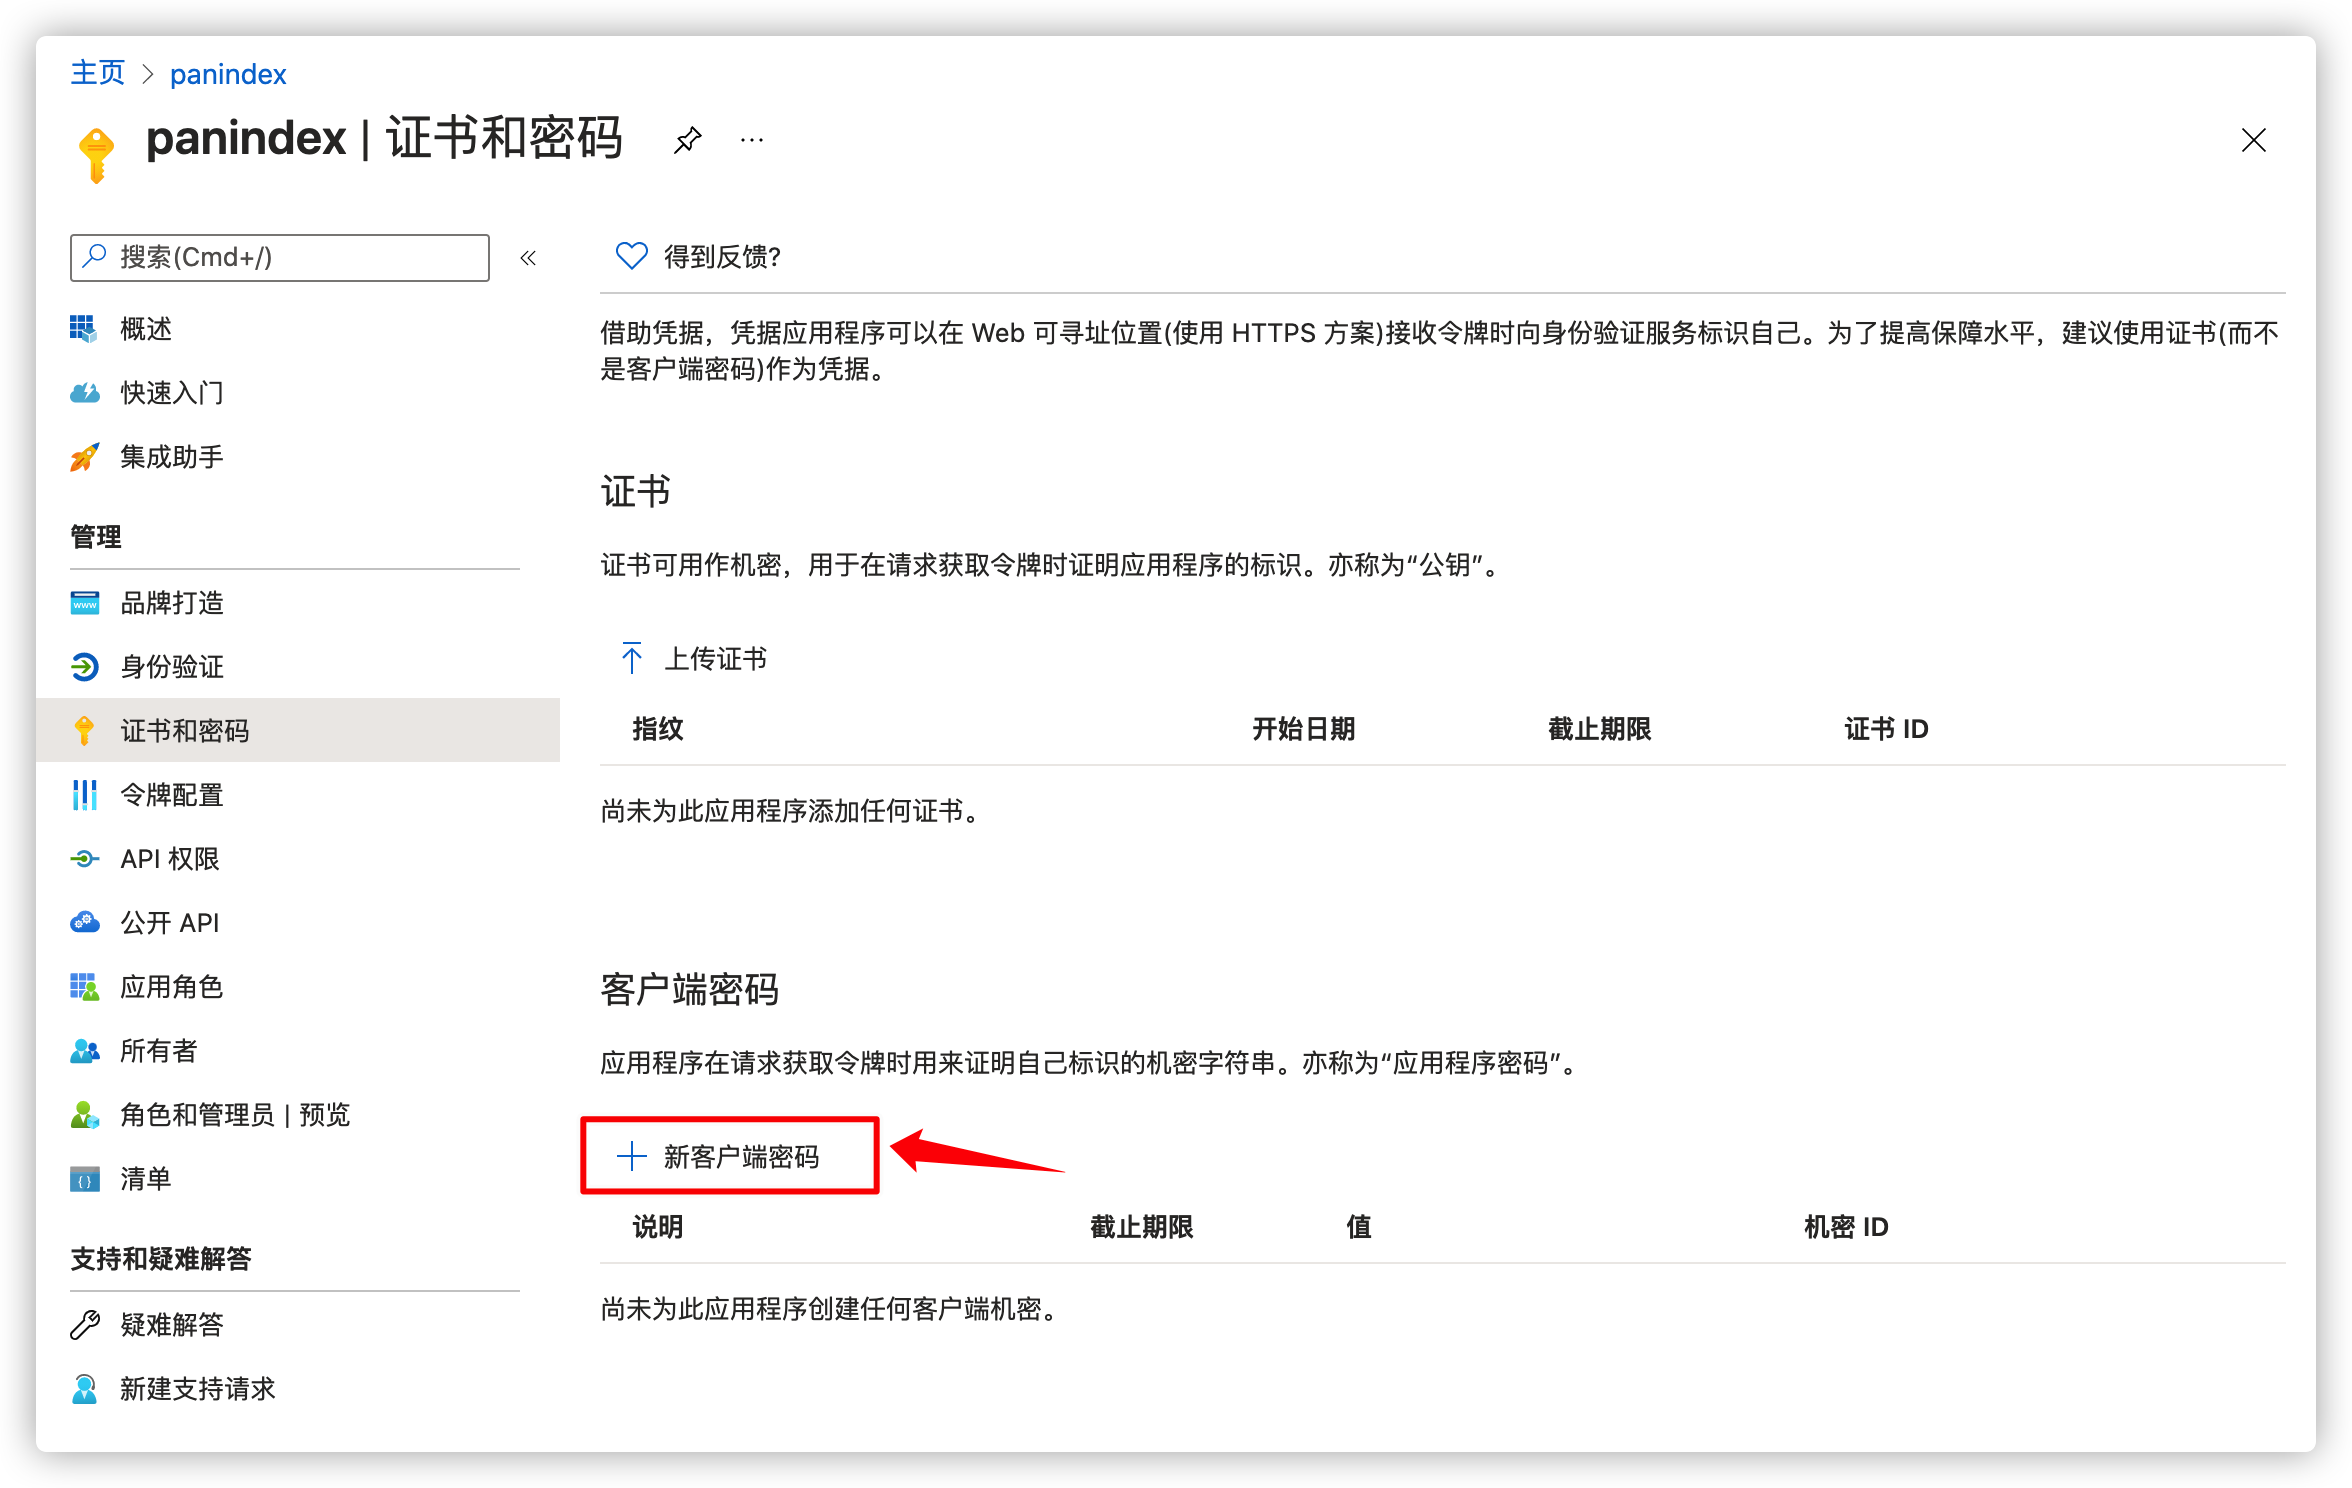 主页 > panindex
panindex | 证书和密码
搜索(Cmd+/)
概述
快速入门
集成助手
管理
品牌打造
身份验证
证书和密码
令牌配置
API 权限
公开 API
应用角色
所有者
角色和管理员 | 预览
清单
支持和疑难解答
疑难解答
新建支持请求
得到反馈?
借助凭据，凭据应用程序可以在 Web 可寻址位置(使用 HTTPS 方案)接收令牌时向身份验证服务标识自己。为了提高保障水平，建议使用证书(而不
是客户端密码)作为凭据。
证书
证书可用作机密，用于在请求获取令牌时证明应用程序的标识。亦称为“公钥”。
上传证书
指纹 开始日期 截止期限 证书 ID
尚未为此应用程序添加任何证书。
客户端密码
应用程序在请求获取令牌时用来证明自己标识的机密字符串。亦称为“应用程序密码”。
新客户端密码
说明 截止期限 值 机密 ID
尚未为此应用程序创建任何客户端机密。